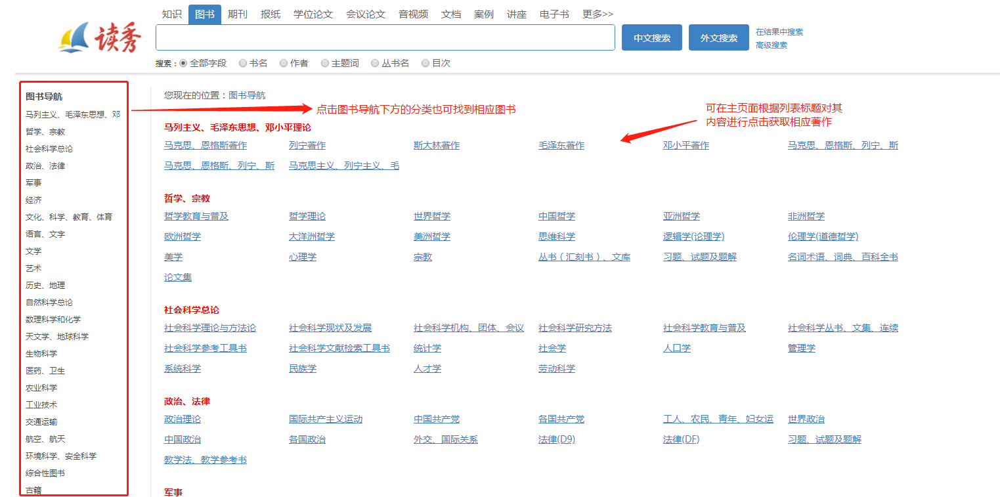 知识 图书 期刊 报纸 学位论文 会议论文 音视频 文档 案例 讲座 电子书 更多>>
读秀
中文搜索 外文搜索
在结果中搜索
高级搜索
搜索： 全部字段 书名 作者 主题词 丛书名 目次
图书导航
马列主义、毛泽东思想、邓
哲学、宗教
社会科学总论
政治、法律
军事
经济
文化、科学、教育、体育
语言、文字
文学
艺术
历史、地理
自然科学总论
数理科学和化学
天文学、地球科学
生物科学
医药、卫生
农业科学
工业技术
交通运输
航空、航天
环境科学、安全科学
综合性图书
古籍
您现在的位置：图书导航
点击图书导航下方的分类也可找到相应图书
可在主页面根据列表标题对其
内容进行点击获取相应著作
马列主义、毛泽东思想、邓小平理论
马克思、恩格斯著作 列宁著作 斯大林著作 毛泽东著作 邓小平著作 马克思、恩格斯、列宁、斯
马克思、恩格斯、列宁、斯 马克思主义、列宁主义、毛
哲学、宗教
哲学教育与普及 哲学理论 世界哲学 中国哲学 亚洲哲学 非洲哲学
欧洲哲学 大洋洲哲学 美洲哲学 思维科学 逻辑学(论理学) 伦理学(道德哲学)
美学 心理学 宗教 丛书（汇刻书）、文库 习题、试题及题解 名词术语、词典、百科全书
论文集
社会科学总论
社会科学理论与方法论 社会科学现状及发展 社会科学机构、团体、会议 社会科学研究方法 社会科学教育与普及 社会科学丛书、文集、连续
社会科学参考工具书 社会科学文献检索工具书 统计学 社会学 人口学 管理学
系统科学 民族学 人才学 劳动科学
政治、法律
政治理论 国际共产主义运动 中国共产党 各国共产党 工人、农民、青年、妇女运 世界政治
中国政治 各国政治 外交、国际关系 法律(D9) 法律(DF) 习题、试题及题解
教学法、教学参考书
军事